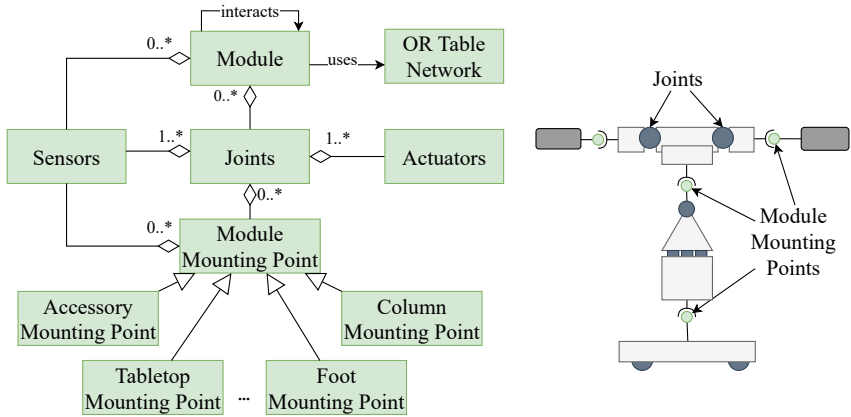 interacts
0..*
Module
uses
OR Table
Network
0..*
Sensors
1..*
Joints
1..*
Actuators
0..*
0..*
Module
Mounting Point
Accessory
Mounting Point
Column
Mounting Point
Tabletop
Mounting Point
...
Foot
Mounting Point
Joints
Module
Mounting
Points